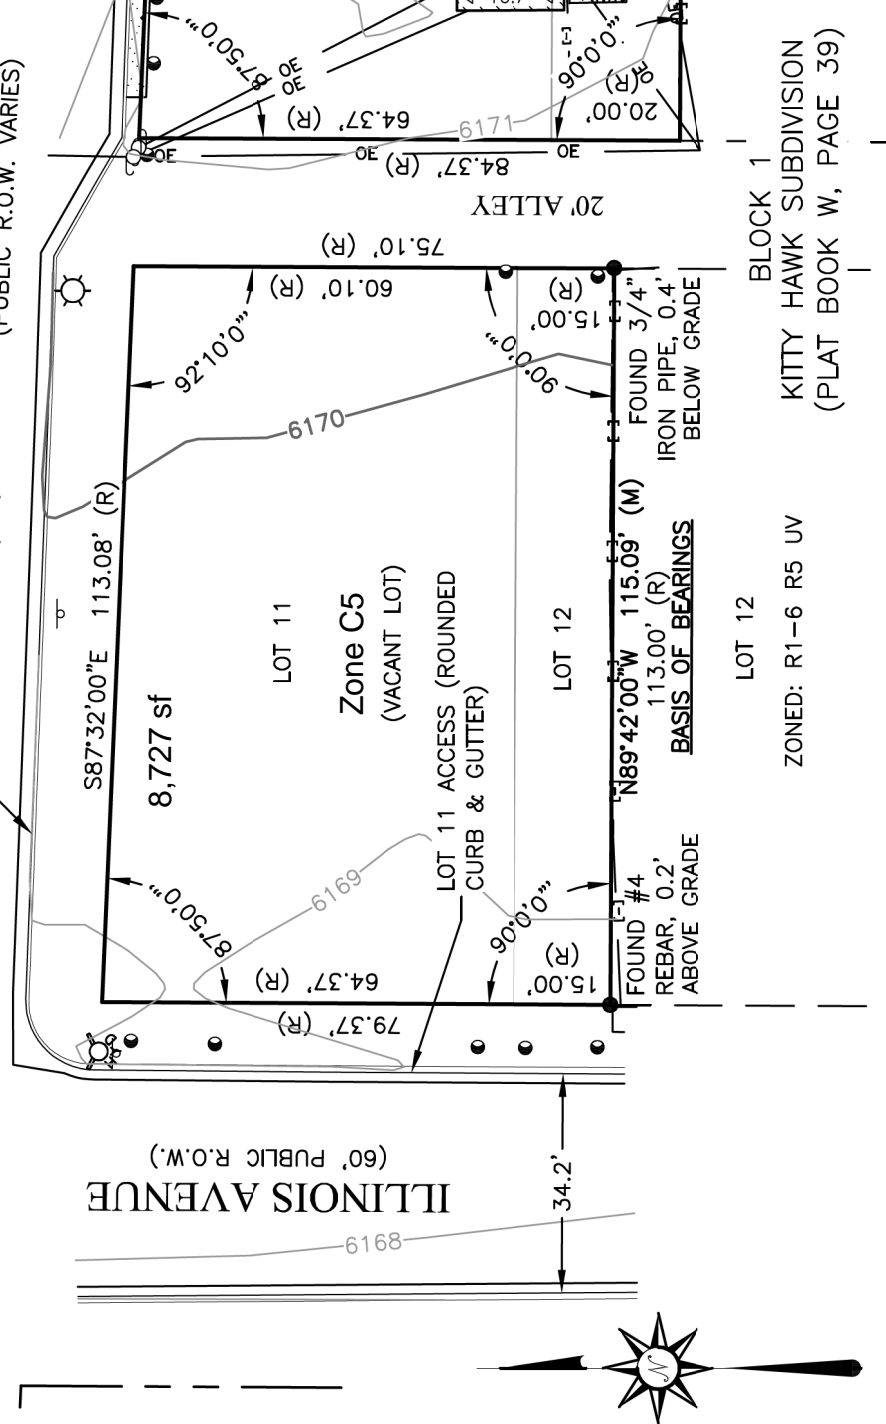 (PUBLIC R.O.W. VARIES)
87°50'0"
OE
OE
64.37' (R)
6171
90°0'0"
20.00'
(R)
OE
OE
OE
OE
84.37' (R)
20' ALLEY
BLOCK 1
KITTY HAWK SUBDIVISION
(PLAT BOOK W, PAGE 39)
75.10' (R)
60.10' (R)
15.00'
(R)
92°10'0"
90°0'0"
FOUND 3/4"
IRON PIPE, 0.4'
BELOW GRADE
6170
S87°32'00"E 113.08' (R)
8,727 sf
LOT 11
Zone C5
(VACANT LOT)
LOT 11 ACCESS (ROUNDED
CURB & GUTTER)
LOT 12
N89°42'00"W 115.09' (M)
113.00' (R)
BASIS OF BEARINGS
LOT 12
ZONED: R1-6 R5 UV
87°50'0"
6169
90°0'0"
FOUND #4
REBAR, 0.2'
ABOVE GRADE
64.37' (R)
15.00'
(R)
79.37' (R)
ILLINOIS AVENUE
(60' PUBLIC R.O.W.)
34.2'
6168
N